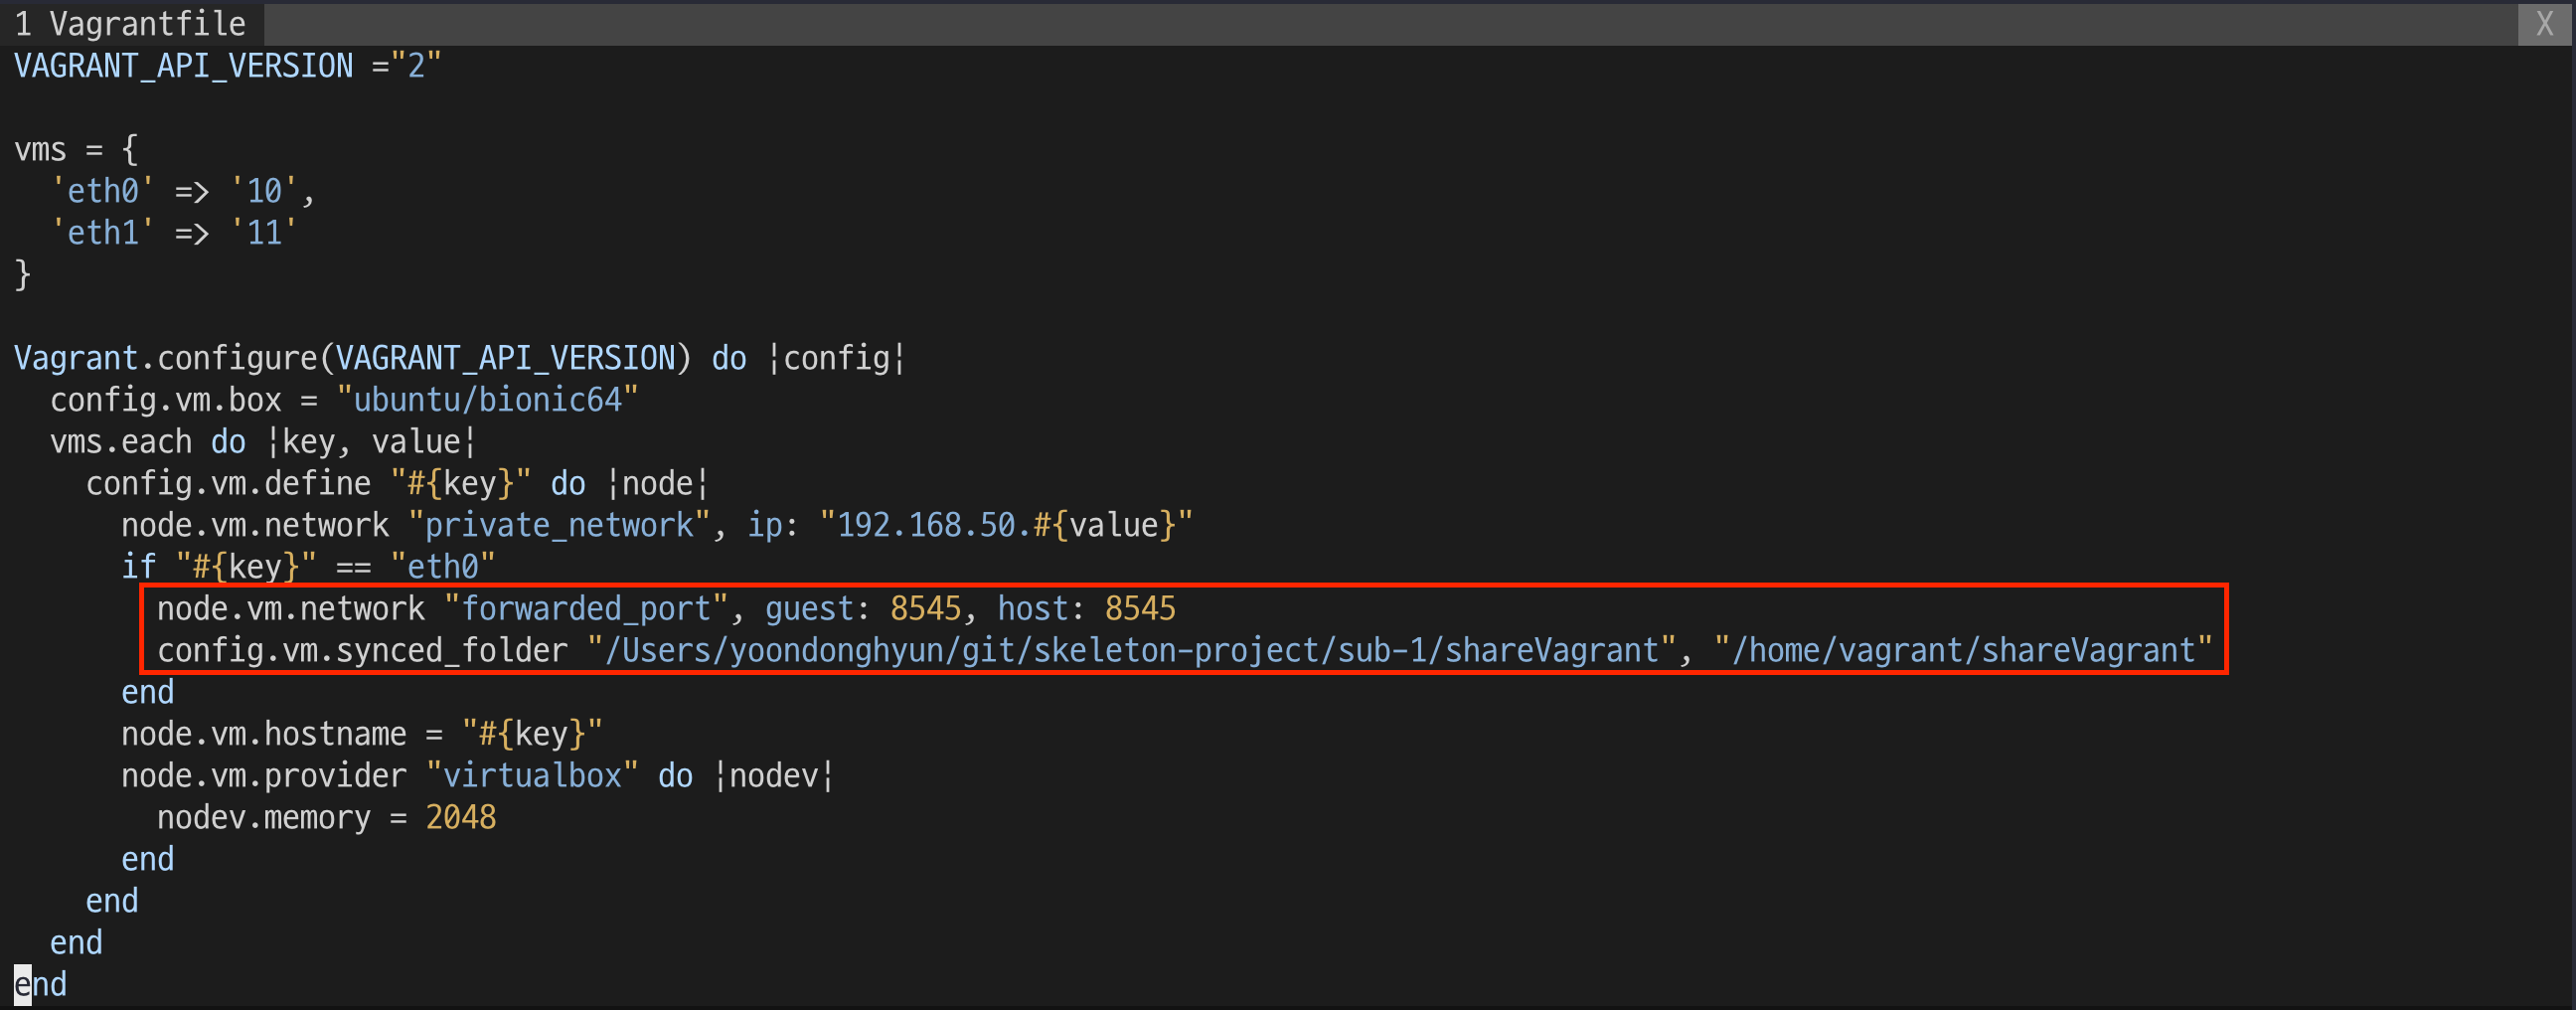 1 Vagrantfile X
VAGRANT_API_VERSION ="2"
vms = {
  'eth0' => '10',
  'eth1' => '11'
}
Vagrant.configure(VAGRANT_API_VERSION) do |config|
  config.vm.box = "ubuntu/bionic64"
  vms.each do |key, value|
    config.vm.define "#{key}" do |node|
      node.vm.network "private_network", ip: "192.168.50.#{value}"
      if "#{key}" == "eth0"
        node.vm.network "forwarded_port", guest: 8545, host: 8545
        config.vm.synced_folder "/Users/yoondonghyun/git/skeleton-project/sub-1/shareVagrant", "/home/vagrant/shareVagrant"
      end
      node.vm.hostname = "#{key}"
      node.vm.provider "virtualbox" do |nodev|
        nodev.memory = 2048
      end
    end
  end
end